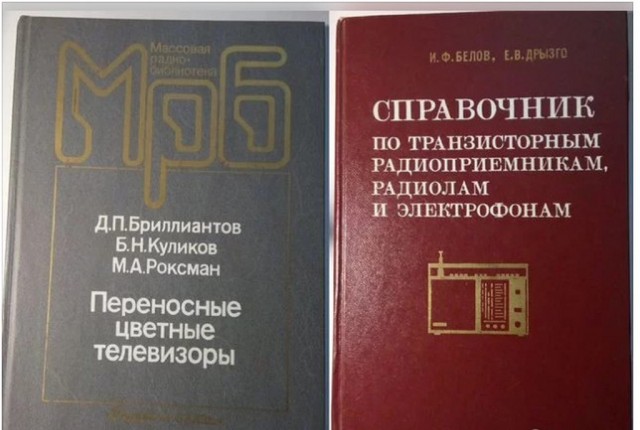 Массовая
радио-
библиотека
МРБ
Д.П.Бриллиантов
Б.Н.Куликов
М.А.Роксман
Переносные
цветные
телевизоры
И.Ф.БЕЛОВ, Е.В.ДРЫЗГО
СПРАВОЧНИК
ПО ТРАНЗИСТОРНЫМ
РАДИОПРИЕМНИКАМ,
РАДИОЛАМ
И ЭЛЕКТРОФОНАМ